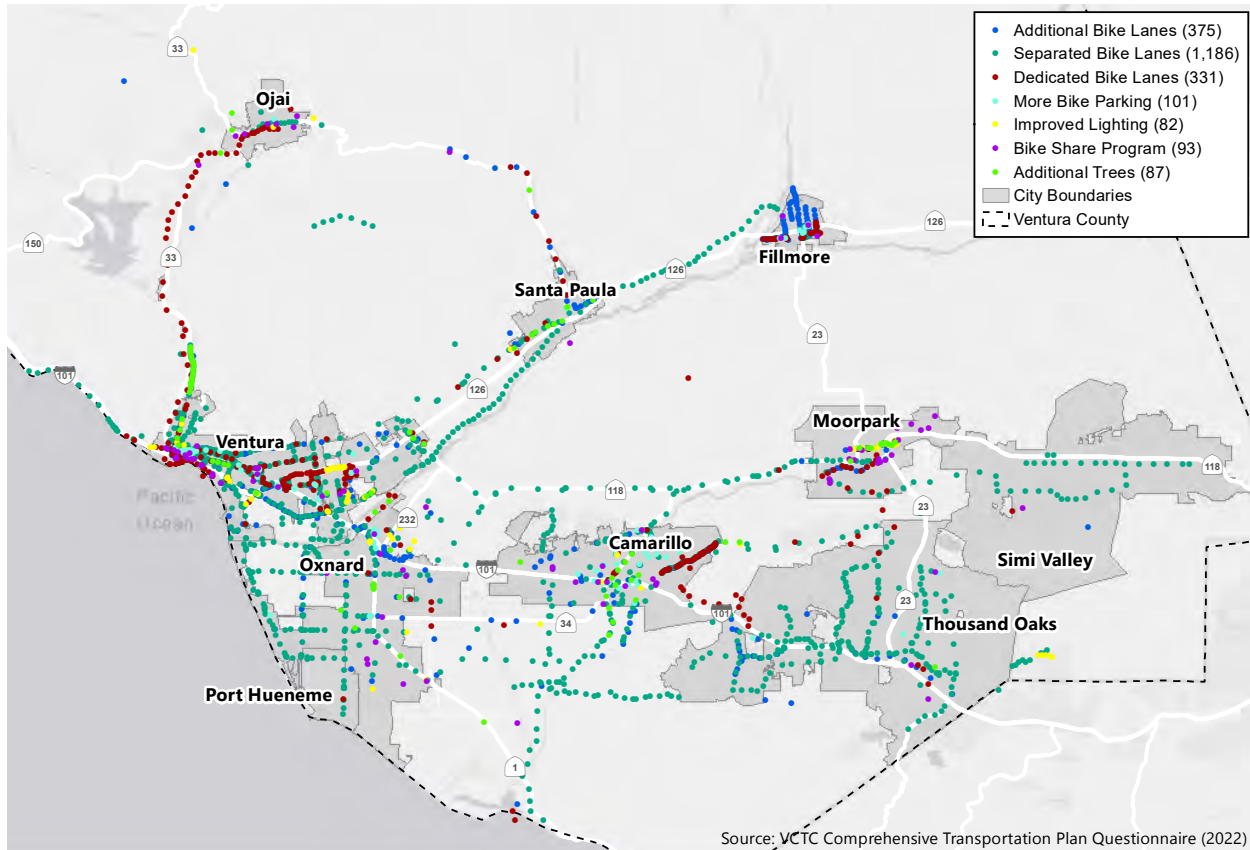 Additional Bike Lanes (375)
Separated Bike Lanes (1,186)
Dedicated Bike Lanes (331)
More Bike Parking (101)
Improved Lighting (82)
Bike Share Program (93)
Additional Trees (87)
City Boundaries
Ventura County
33
Ojai
150
33
126
126
Fillmore
Santa Paula
23
101
126
Moorpark
Ventura
118
118
Pacific
Ocean
232
23
Camarillo
Oxnard
101
Simi Valley
23
101
34
Thousand Oaks
Port Hueneme
1
Source: VCTC Comprehensive Transportation Plan Questionnaire (2022)